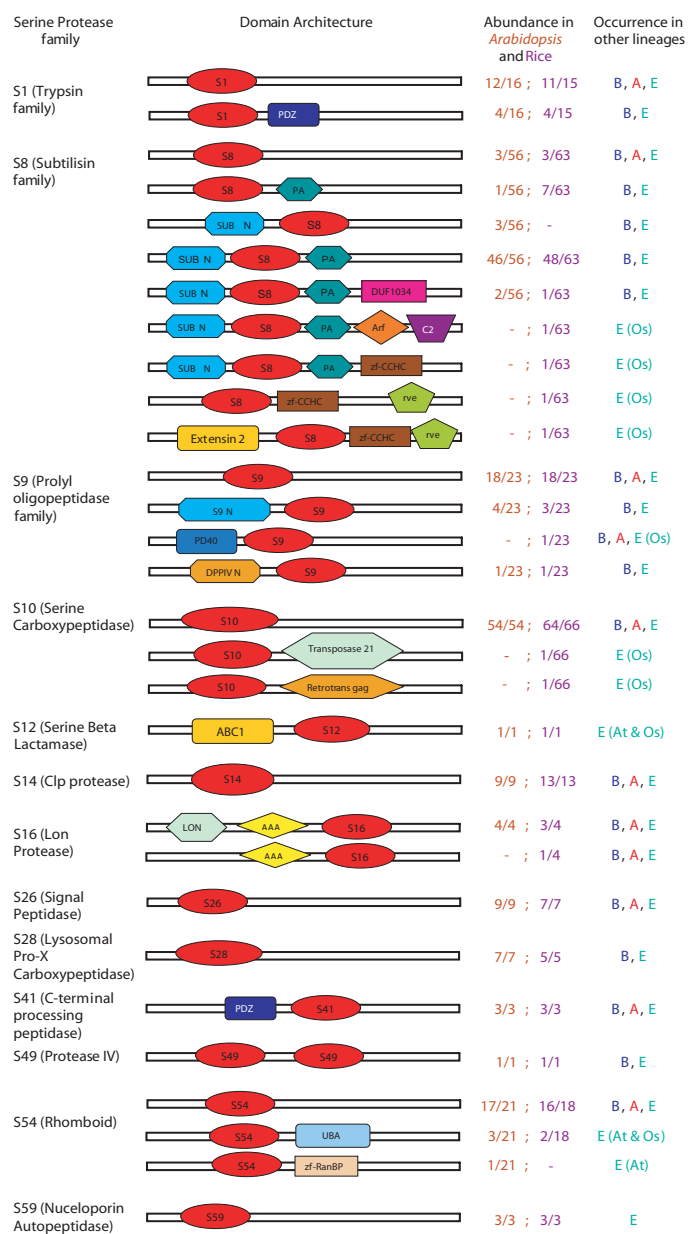 Serine Protease family Domain Architecture Abundance in Arabidopsis and Rice Occurrence in other lineages
S1 (Trypsin family)
S1 12/16 ; 11/15 B, A, E
S1 PDZ 4/16 ; 4/15 B, E
S8 (Subtilisin family)
S8 3/56 ; 3/63 B, A, E
S8 PA 1/56 ; 7/63 B, E
SUB N S8 3/56 ; - B, E
SUB N S8 PA 46/56 ; 48/63 B, E
SUB N S8 PA DUF1034 2/56 ; 1/63 B, E
SUB N S8 PA Arf C2 - ; 1/63 E (Os)
SUB N S8 PA zf-CCHC - ; 1/63 E (Os)
S8 zf-CCHC rve - ; 1/63 E (Os)
Extensin 2 S8 zf-CCHC rve - ; 1/63 E (Os)
S9 (Prolyl oligopeptidase family)
S9 18/23 ; 18/23 B, A, E
S9 N S9 4/23 ; 3/23 B, E
PD40 S9 - ; 1/23 B, A, E (Os)
DPPIV N S9 1/23 ; 1/23 B, E
S10 (Serine Carboxypeptidase)
S10 54/54 ; 64/66 B, A, E
S10 Transposase 21 - ; 1/66 E (Os)
S10 Retrotrans gag - ; 1/66 E (Os)
S12 (Serine Beta Lactamase)
ABC1 S12 1/1 ; 1/1 E (At & Os)
S14 (Clp protease) S14 9/9 ; 13/13 B, A, E
S16 (Lon Protease)
LON AAA S16 4/4 ; 3/4 B, A, E
AAA S16 - ; 1/4 B, A, E
S26 (Signal Peptidase)
S26 9/9 ; 7/7 B, A, E
S28 (Lysosomal Pro-X Carboxypeptidase)
S28 7/7 ; 5/5 B, E
S41 (C-terminal processing peptidase)
PDZ S41 3/3 ; 3/3 B, A, E
S49 (Protease IV) S49 S49 1/1 ; 1/1 B, E
S54 (Rhomboid)
S54 17/21 ; 16/18 B, A, E
S54 UBA 3/21 ; 2/18 E (At & Os)
S54 zf-RanBP 1/21 ; - E (At)
S59 (Nuceloporin Autopeptidase)
S59 3/3 ; 3/3 E